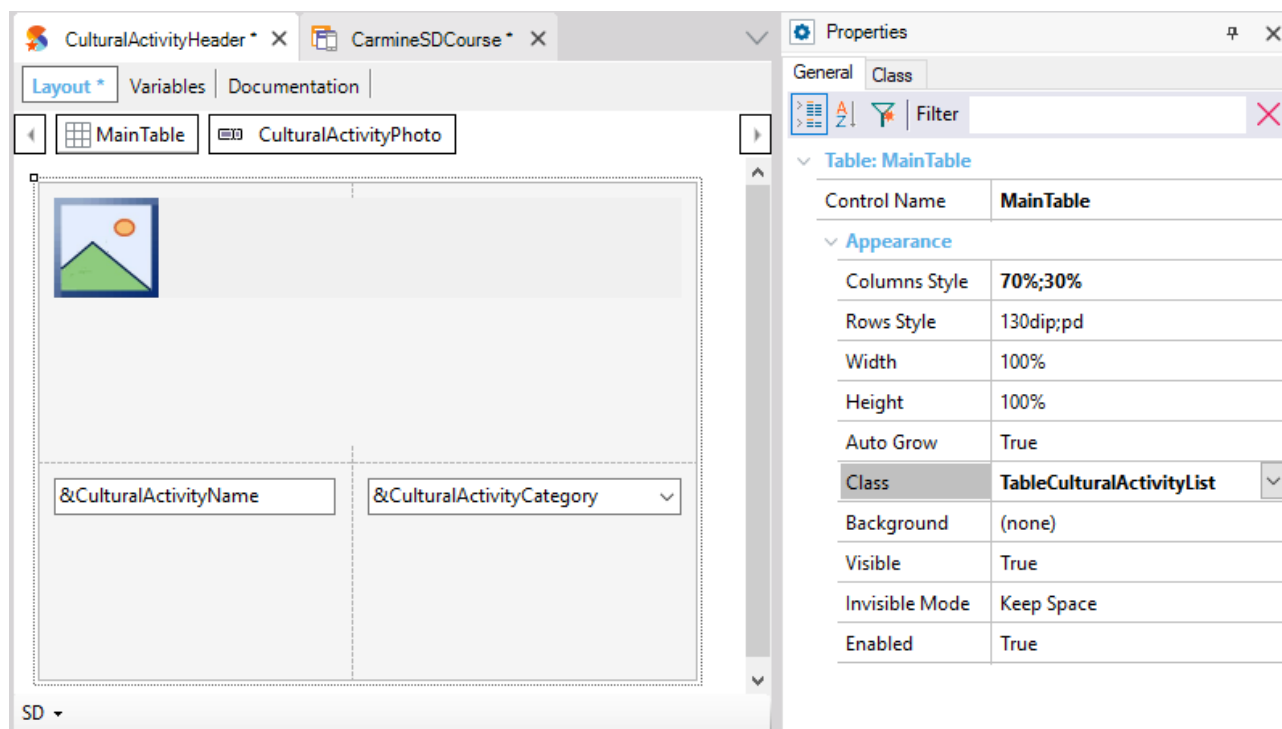 CulturalActivityHeader *
CarmineSDCourse *
Layout *
Variables
Documentation
MainTable
CulturalActivityPhoto
&CulturalActivityName
&CulturalActivityCategory
SD
Properties
General
Class
Filter
Table: MainTable
Control Name MainTable
Appearance
Columns Style 70%;30%
Rows Style 130dip;pd
Width 100%
Height 100%
Auto Grow True
Class TableCulturalActivityList
Background (none)
Visible True
Invisible Mode Keep Space
Enabled True